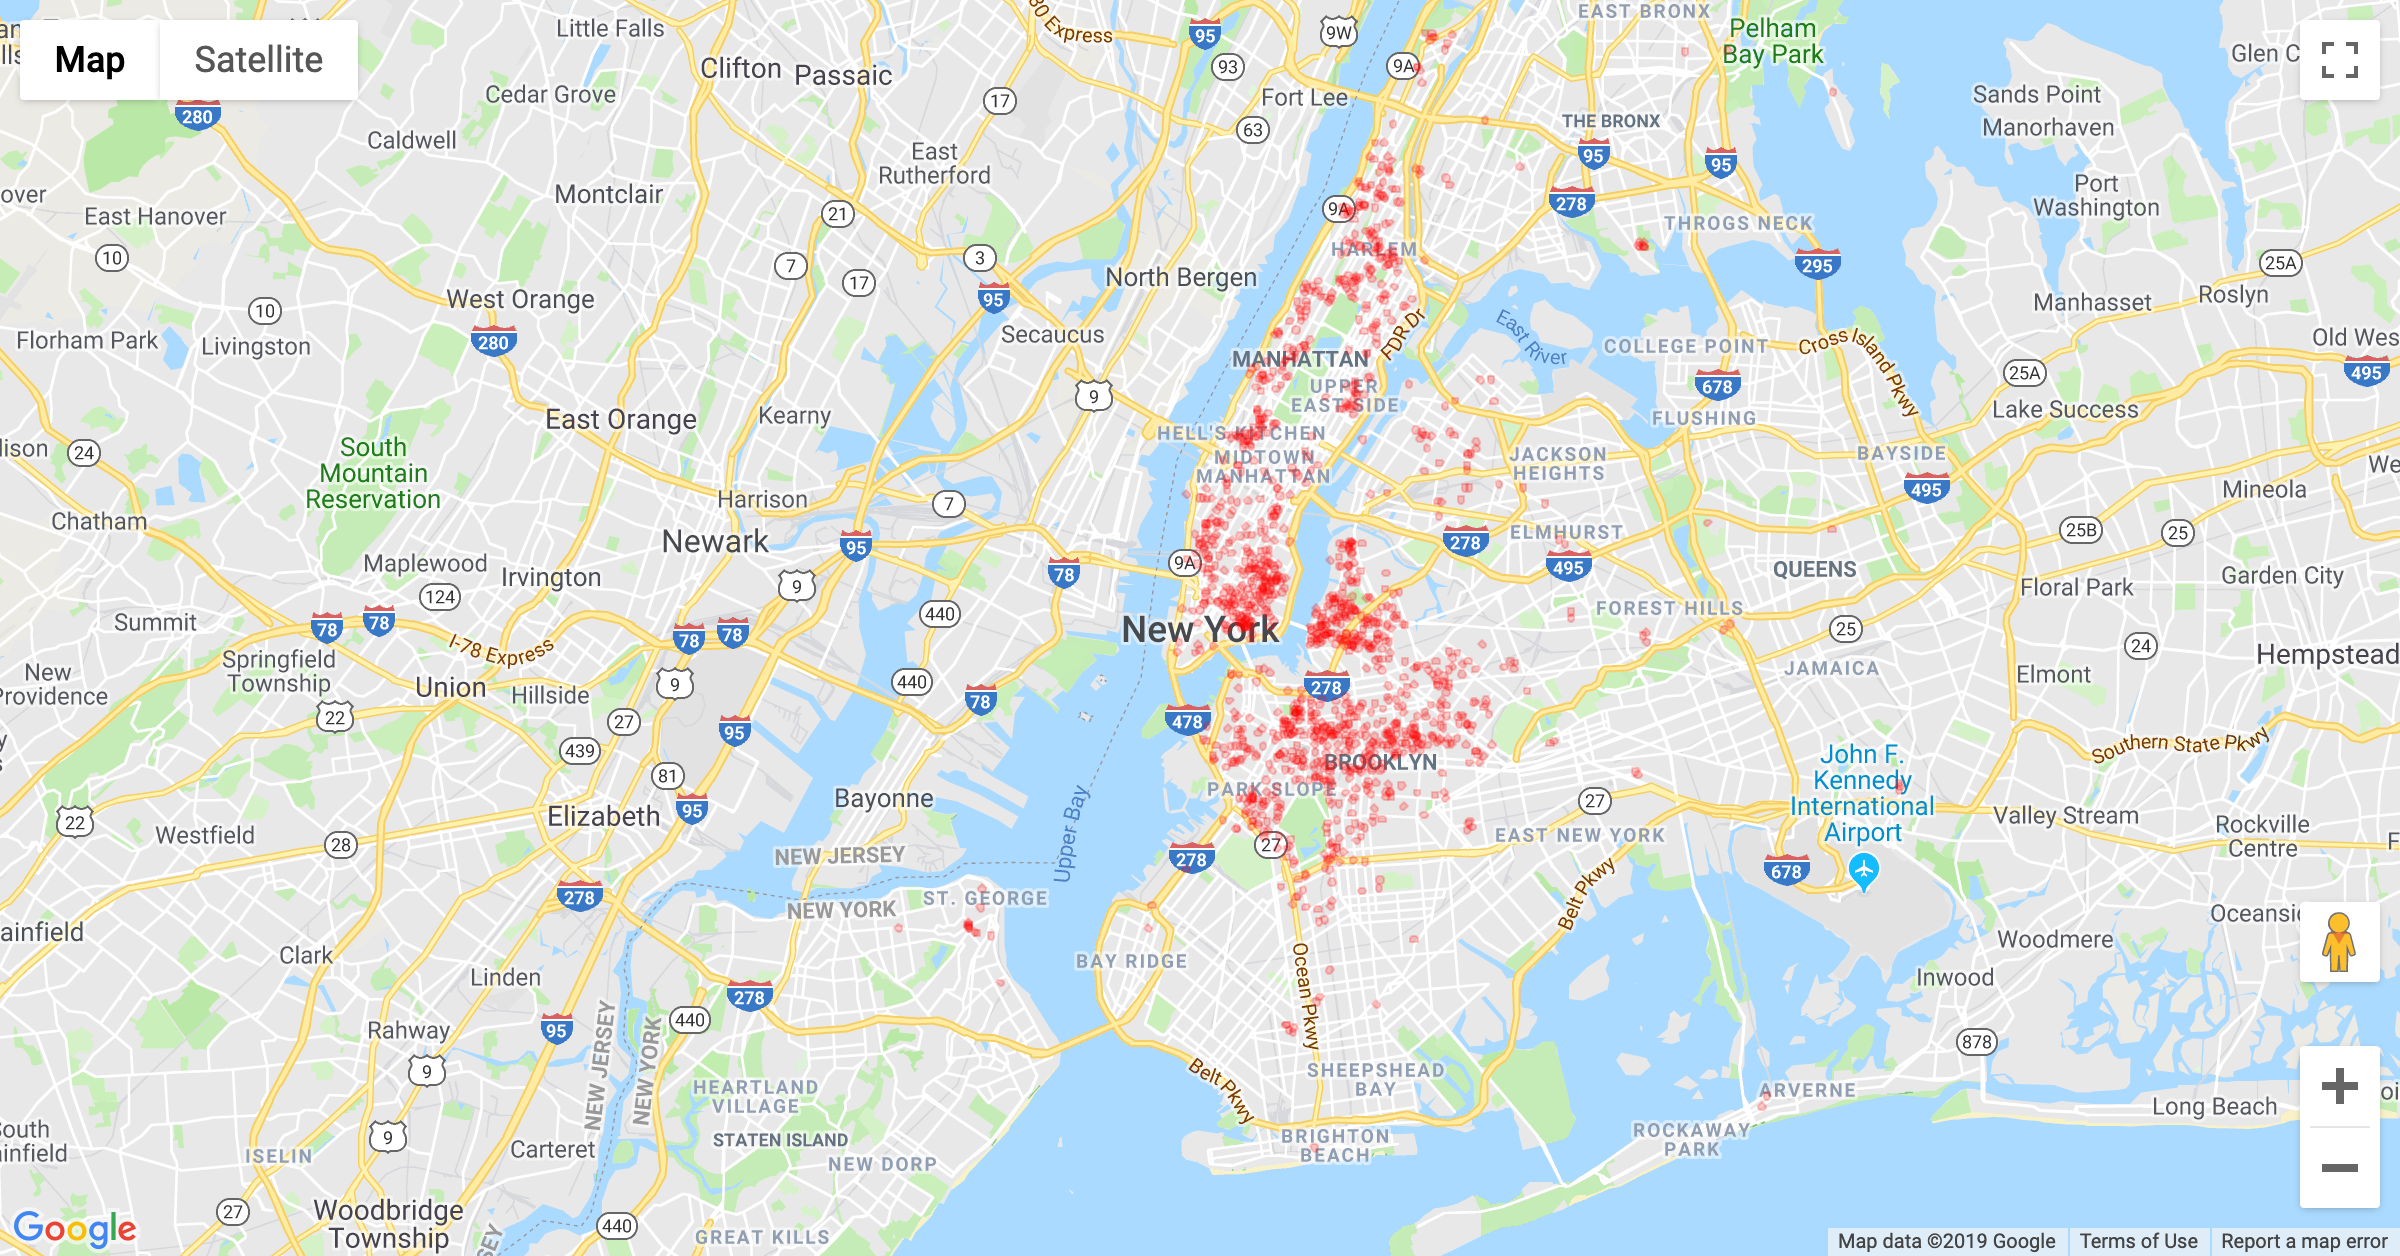 Map
Satellite
Little Falls
80 Express
95
9W
EAST BRONX
Pelham
Bay Park
Glen C
Clifton
Passaic
93
9A
Cedar Grove
17
Fort Lee
Sands Point
280
Caldwell
63
THE BRONX
Manorhaven
East
Rutherford
95
95
over
Montclair
Port
Washington
East Hanover
21
9A
278
THROGS NECK
10
3
HARLEM
295
25A
7
17
North Bergen
West Orange
95
Manhasset
Roslyn
10
Secaucus
FDR Dr
East River
Florham Park
Livingston
280
MANHATTAN
COLLEGE POINT
Cross Island Pkwy
Old Wes
495
UPPER
EAST SIDE
678
25A
9
East Orange
Kearny
FLUSHING
Lake Success
HELL'S KITCHEN
South
Mountain
Reservation
24
MIDTOWN
MANHATTAN
JACKSON
HEIGHTS
BAYSIDE
We
Harrison
7
495
Mineola
Chatham
Newark
95
278
ELMHURST
25B
25
Maplewood
78
9A
495
QUEENS
Irvington
9
Floral Park
Garden City
124
440
FOREST HILLS
Summit
78
78
I-78 Express
78
78
New York
25
24
New
Providence
Springfield
Township
JAMAICA
Hempstead
Union
Hillside
9
440
78
278
Elmont
22
27
478
439
95
Southern State Pkwy
81
BROOKLYN
John F.
Kennedy
International
Airport
PARK SLOPE
22
Westfield
Elizabeth
95
Bayonne
Upper Bay
27
Valley Stream
28
NEW JERSEY
278
27
EAST NEW YORK
Rockville
Centre
F
278
NEW YORK
ST. GEORGE
Belt Pkwy
678
ainfield
Oceansi
Clark
BAY RIDGE
Ocean Pkwy
Woodmere
Linden
278
Inwood
95
NEW JERSEY
NEW YORK
440
Rahway
878
9
HEARTLAND
VILLAGE
Belt Pkwy
SHEEPSHEAD
BAY
ARVERNE
Long Beach
9
STATEN ISLAND
BRIGHTON
BEACH
ROCKAWAY
PARK
Carteret
ISELIN
NEW DORP
27
Woodbridge
Township
440
GREAT KILLS
Google
Map data ©2019 Google
Terms of Use
Report a map error